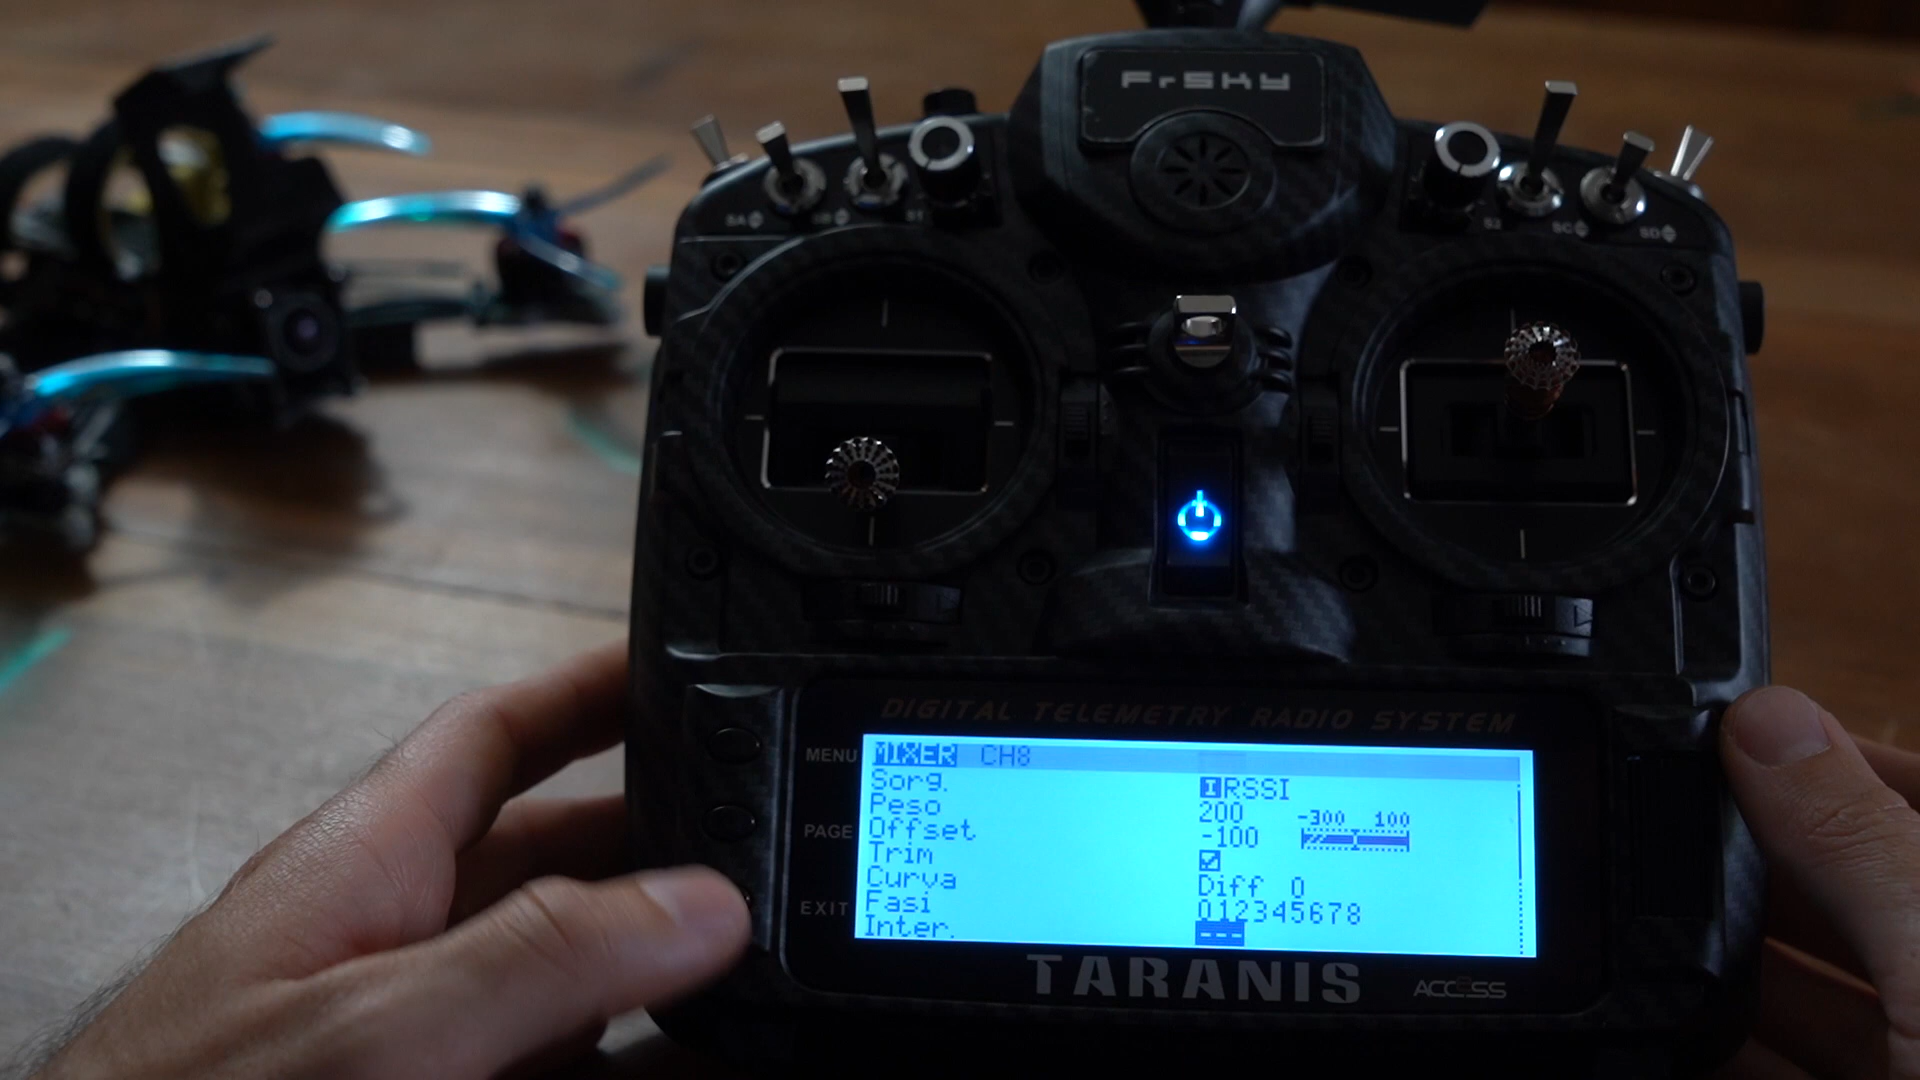 FrSKY
SA
SB
S1
S2
SC
SD
DIGITAL TELEMETRY RADIO SYSTEM
MENU
PAGE
EXIT
MIXER CH8
Sorg. I RSSI
Peso 200 -300 100
Offset -100
Trim
Curva Diff 0
Fasi 012345678
Inter. ---
TARANIS
ACCESS